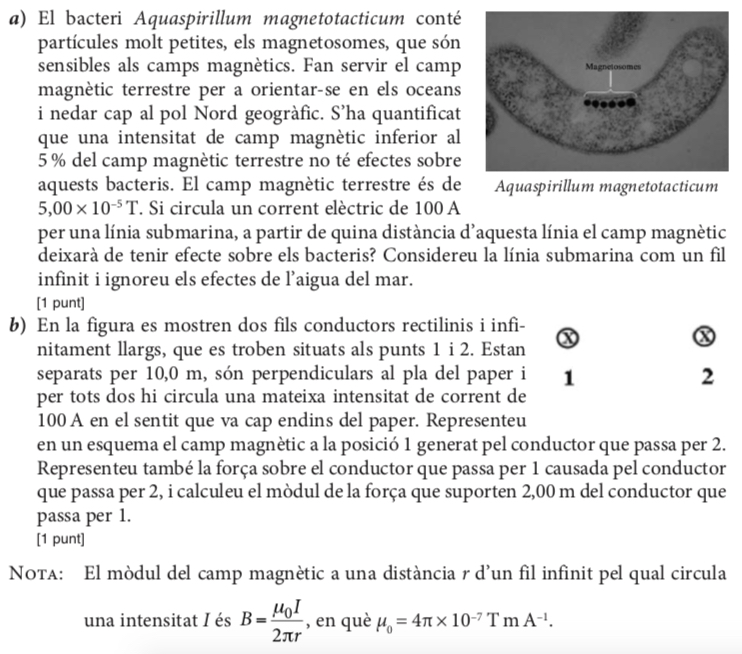 a) El bacteri Aquaspirillum magnetotacticum conté
partícules molt petites, els magnetosomes, que són
sensibles als camps magnètics. Fan servir el camp
magnètic terrestre per a orientar-se en els oceans
i nedar cap al pol Nord geogràfic. S'ha quantificat
que una intensitat de camp magnètic inferior al
5 % del camp magnètic terrestre no té efectes sobre
aquests bacteris. El camp magnètic terrestre és de
5,00 × 10⁻⁵ T. Si circula un corrent elèctric de 100 A
per una línia submarina, a partir de quina distància d'aquesta línia el camp magnètic
deixarà de tenir efecte sobre els bacteris? Considereu la línia submarina com un fil
infinit i ignoreu els efectes de l'aigua del mar.
[1 punt]
Magnetosomes
Aquaspirillum magnetotacticum
b) En la figura es mostren dos fils conductors rectilinis i infi-
nitament llargs, que es troben situats als punts 1 i 2. Estan
separats per 10,0 m, són perpendiculars al pla del paper i
per tots dos hi circula una mateixa intensitat de corrent de
100 A en el sentit que va cap endins del paper. Representeu
en un esquema el camp magnètic a la posició 1 generat pel conductor que passa per 2.
Representeu també la força sobre el conductor que passa per 1 causada pel conductor
que passa per 2, i calculeu el mòdul de la força que suporten 2,00 m del conductor que
passa per 1.
[1 punt]
X X
1 2
NOTA: El mòdul del camp magnètic a una distància r d'un fil infinit pel qual circula
una intensitat I és B = μ₀I / 2πr, en què μ₀ = 4π × 10⁻⁷ T m A⁻¹.